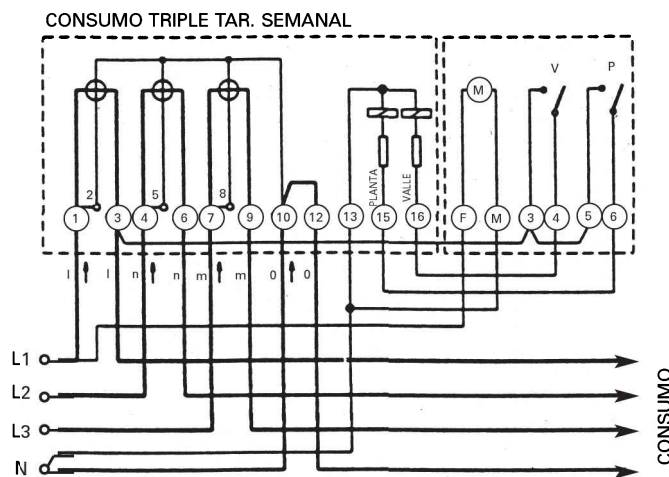 CONSUMO TRIPLE TAR. SEMANAL
M
V
P
2
5
8
PLANTA
VALLE
1
3
4
6
7
9
10
12
13
15
16
F
M
3
4
5
6
l
l
n
n
m
m
0
0
L1
L2
L3
N
CONSUMO